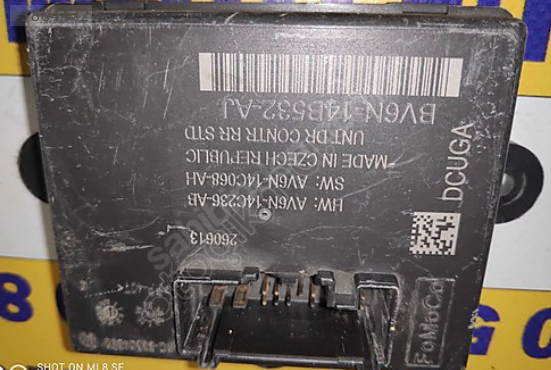 BV6N-14B532-AJ
UNT DR CONTR RR STD
*MADE IN CZECH REPUBLIC
SW: AV6N-14C068-AH
HW: AV6N-14C236-AB
260613
DCUGA
FoMoCo
SHOT ON MI 8 SE